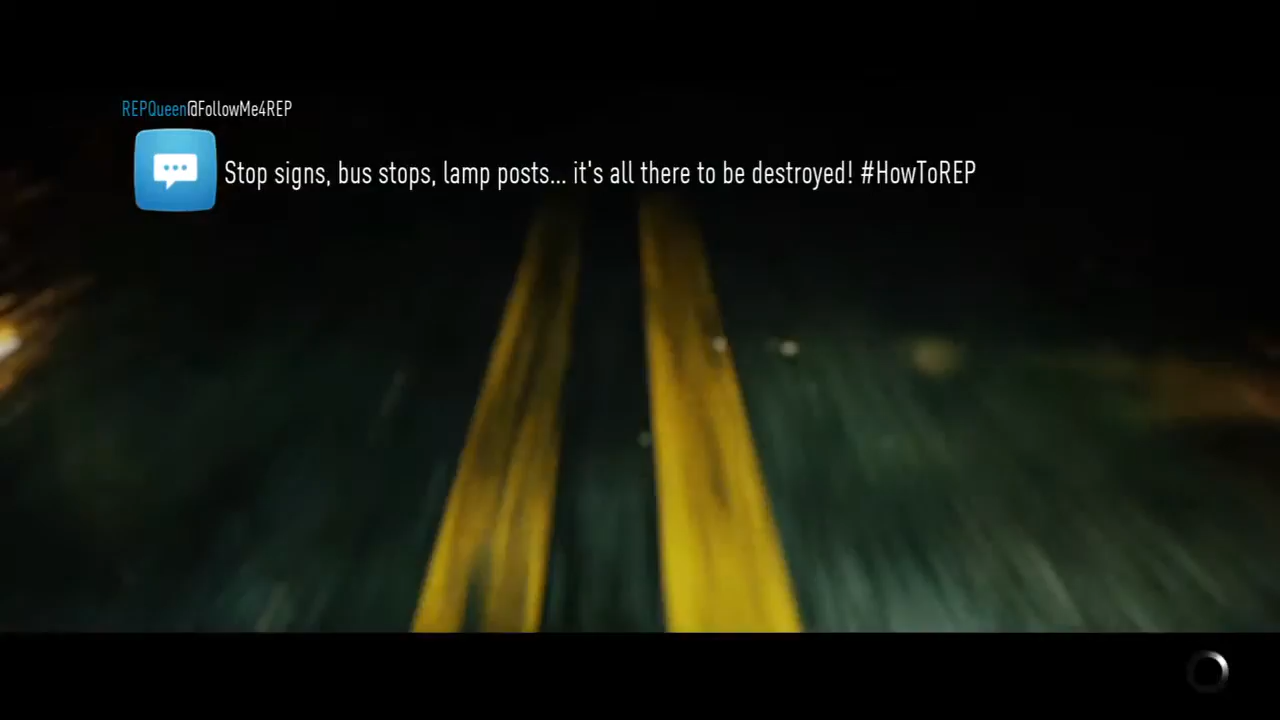 REPQueen@FollowMe4REP
Stop signs, bus stops, lamp posts... it's all there to be destroyed! #HowToREP